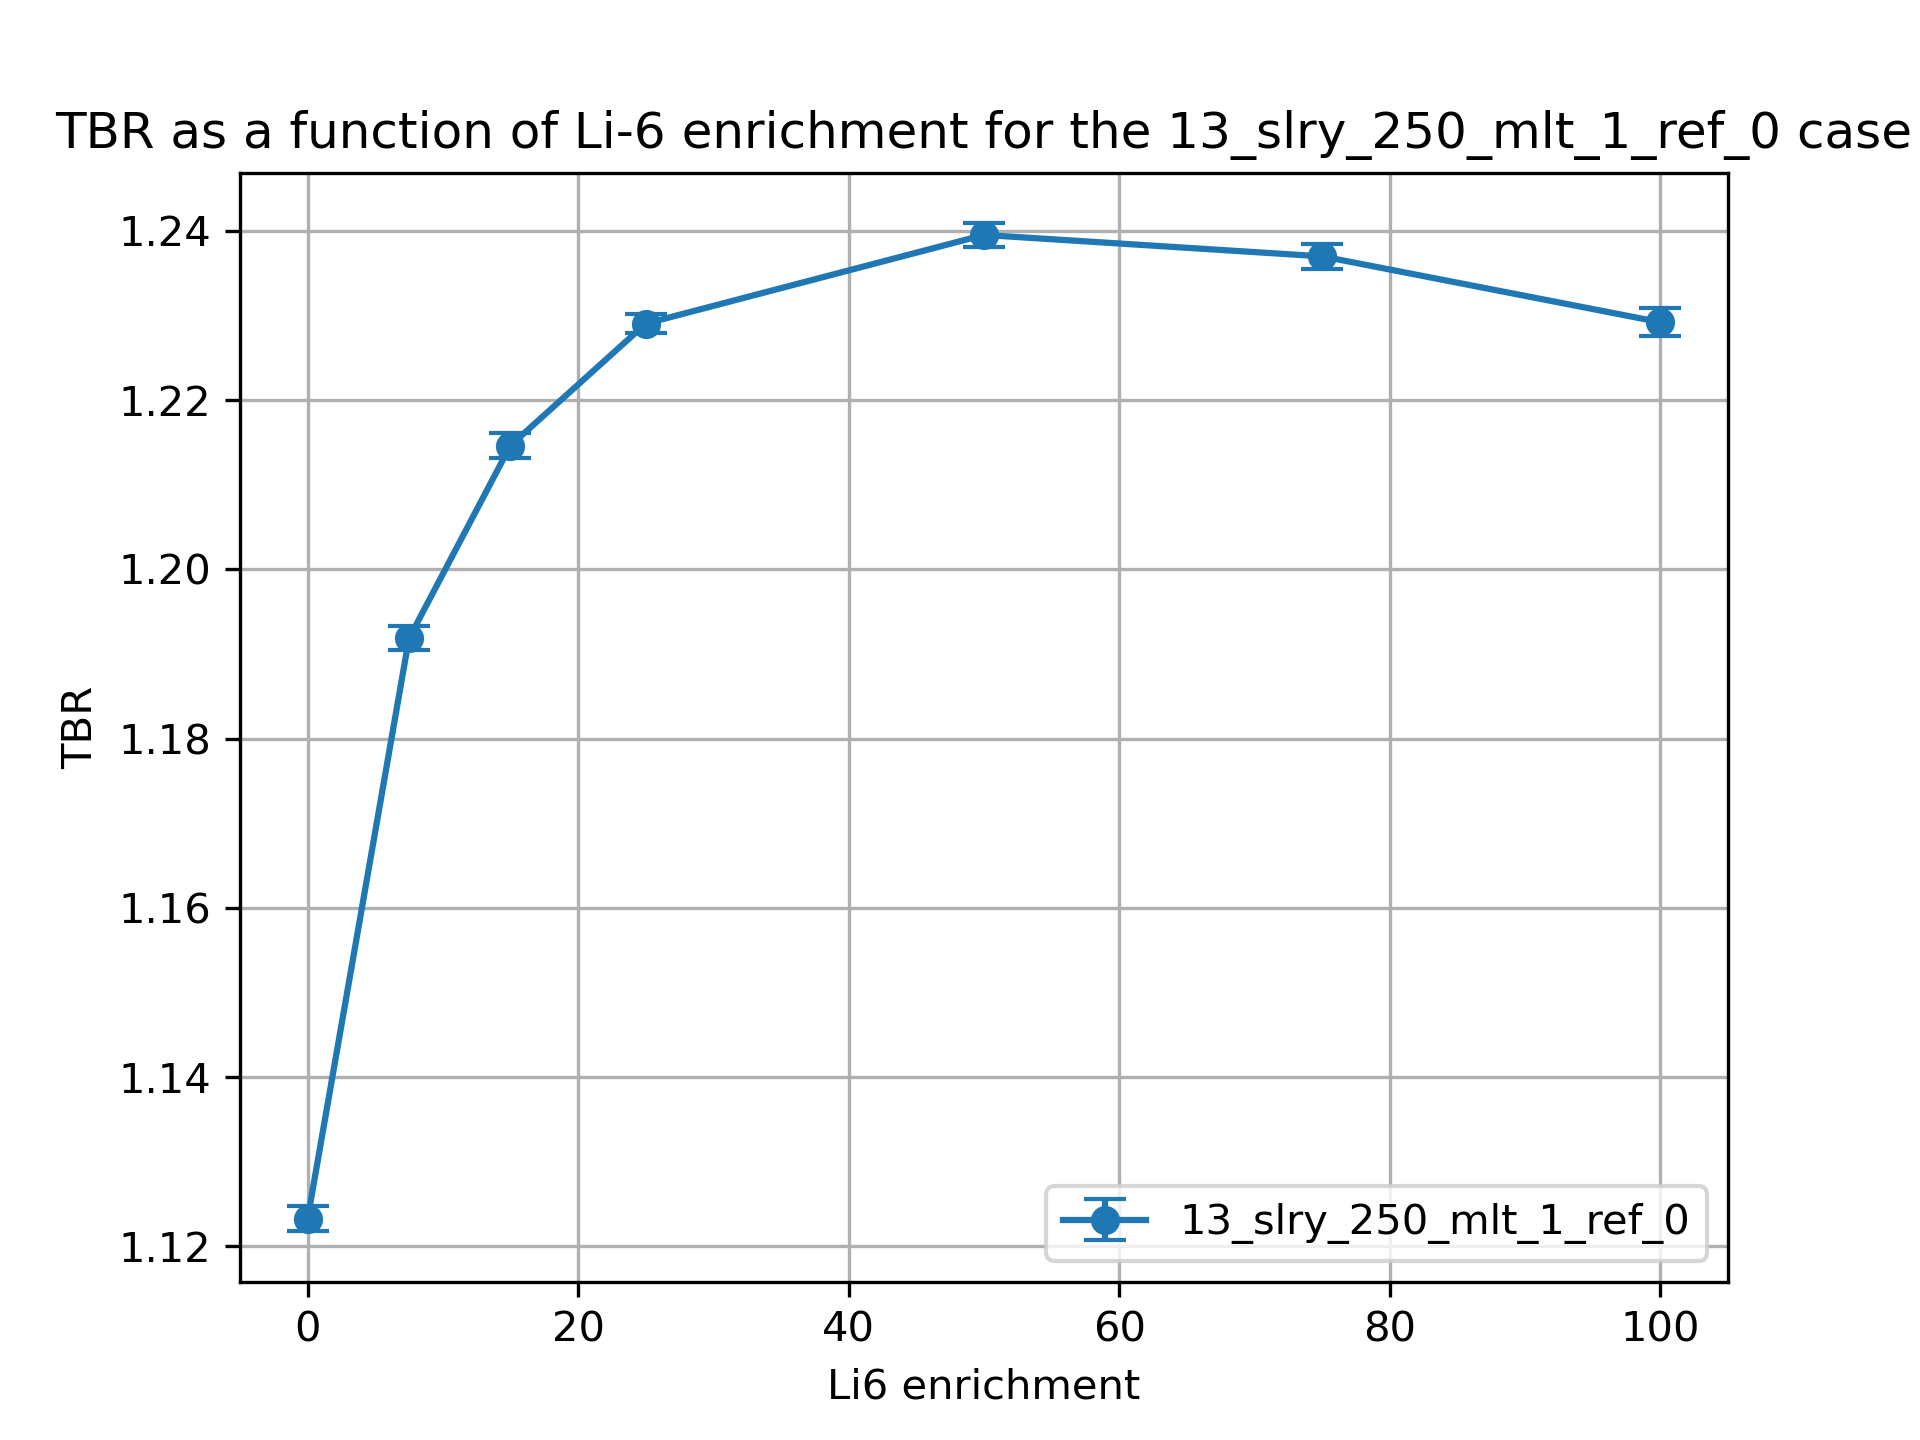 TBR as a function of Li-6 enrichment for the 13_slry_250_mlt_1_ref_0 case
1.24
1.22
1.20
1.18
1.16
1.14
1.12
TBR
13_slry_250_mlt_1_ref_0
0 20 40 60 80 100
Li6 enrichment